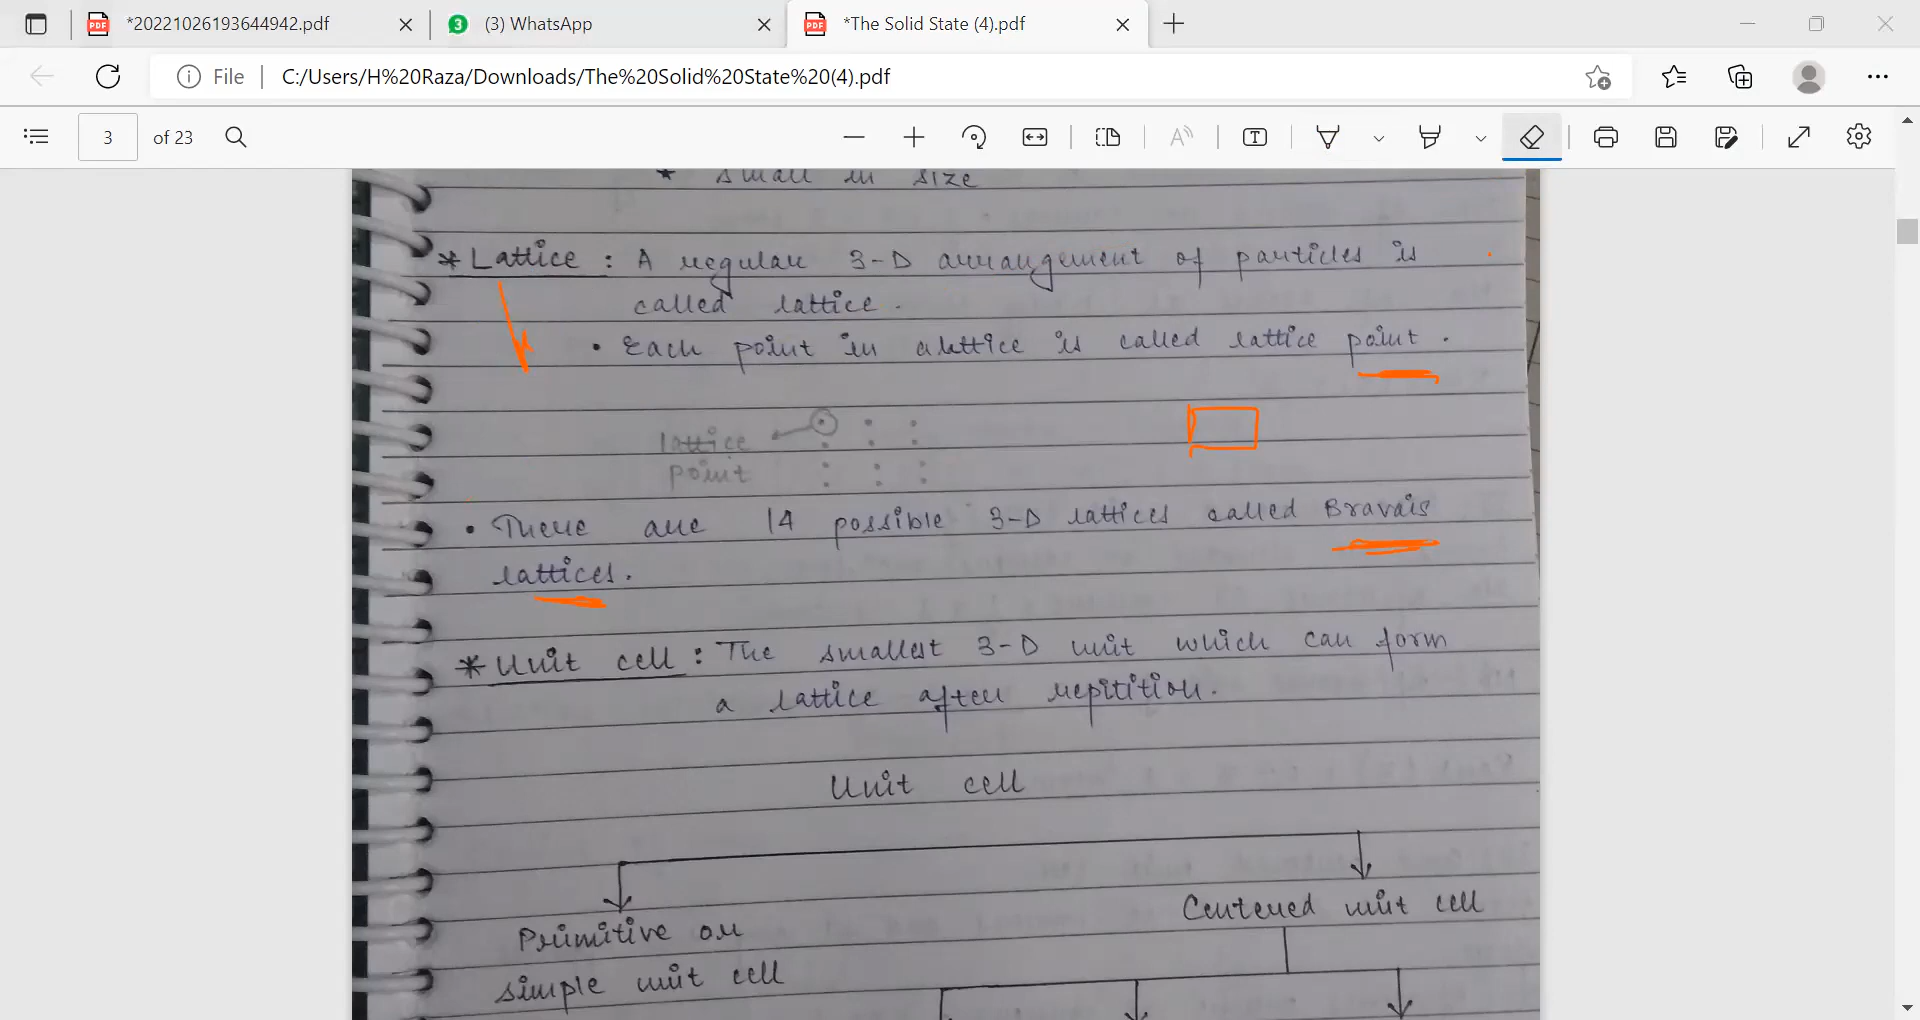 *20221026193644942.pdf
(3) WhatsApp
*The Solid State (4).pdf
File
C:/Users/H%20Raza/Downloads/The%20Solid%20State%20(4).pdf
3 of 23
* small in size
* Lattice : A regular 3-D arrangement of particles is
called lattice.
• Each point in a lattice is called lattice point.
lattice
point
• There are 14 possible 3-D lattices called Bravais
lattices.
* Unit cell : The smallest 3-D unit which can form
a lattice after repitition.
Unit cell
Primitive or
simple unit cell
Centered unit cell